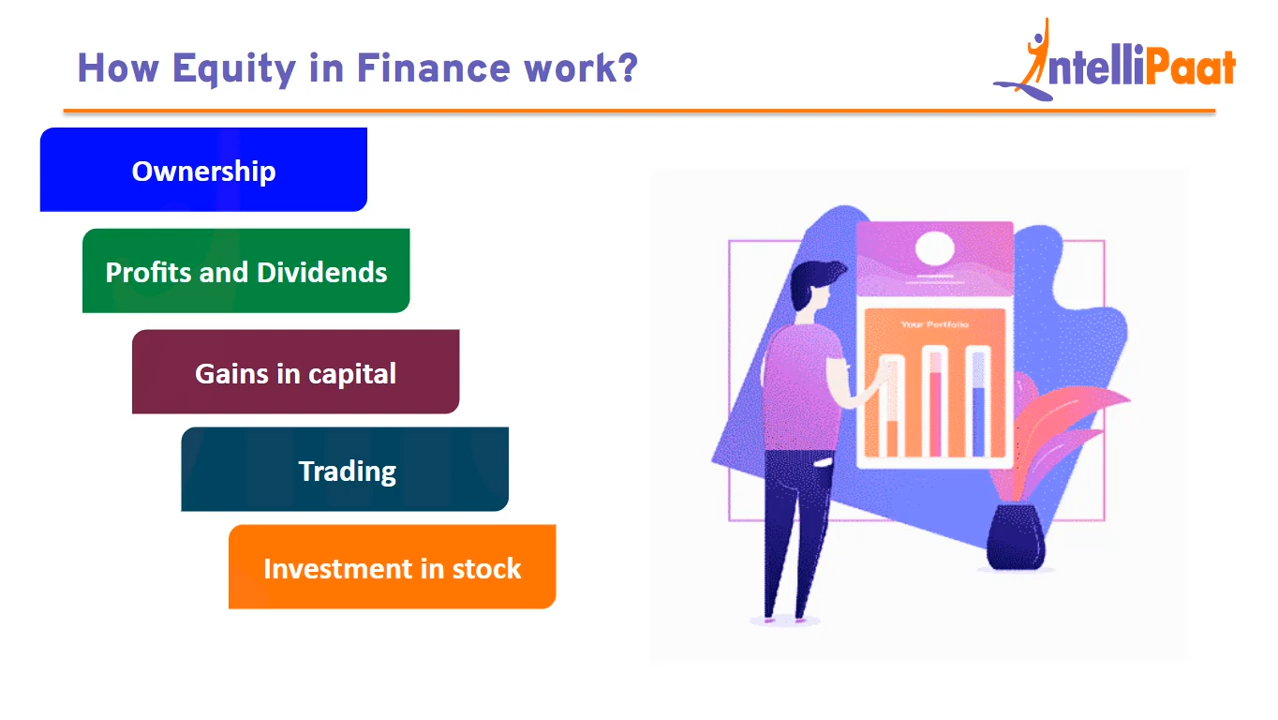 How Equity in Finance work?
IntelliPaat
Ownership
Profits and Dividends
Gains in capital
Trading
Investment in stock
Your Portfolio